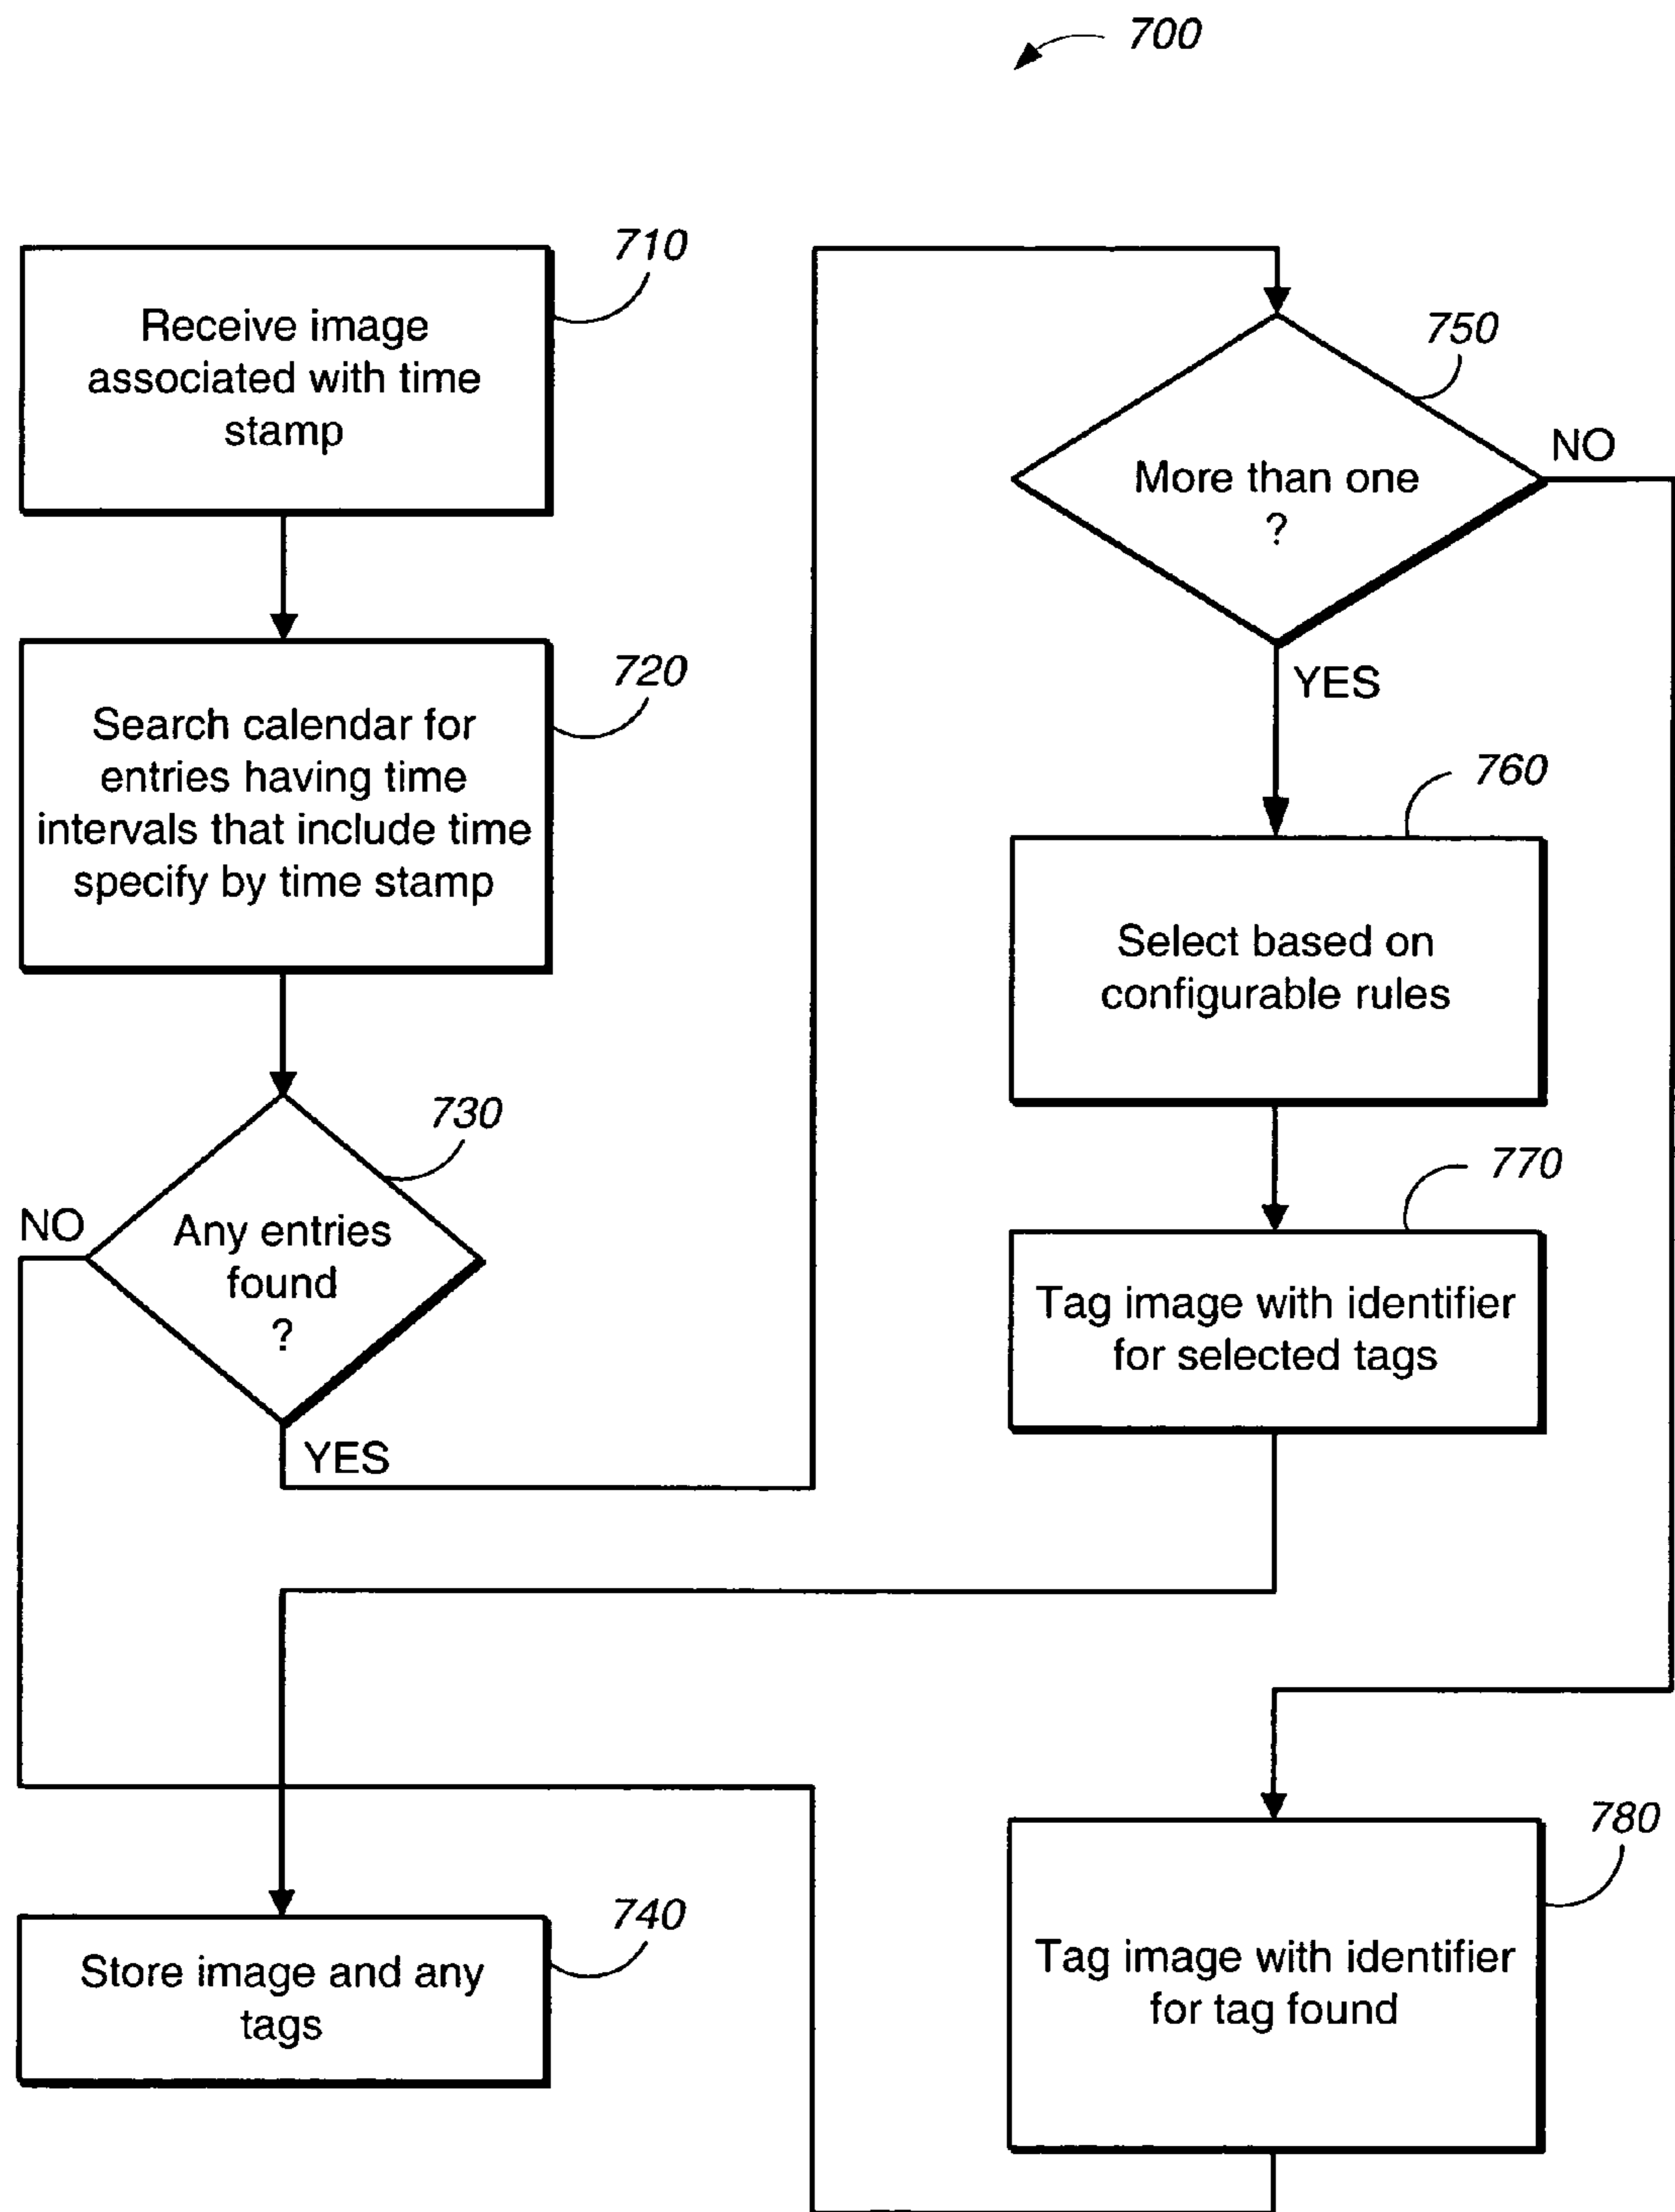 700
710
Receive image
associated with time
stamp
720
Search calendar for
entries having time
intervals that include time
specify by time stamp
730
NO
Any entries
found
?
YES
740
Store image and any
tags
750
NO
More than one
?
YES
760
Select based on
configurable rules
770
Tag image with identifier
for selected tags
780
Tag image with identifier
for tag found